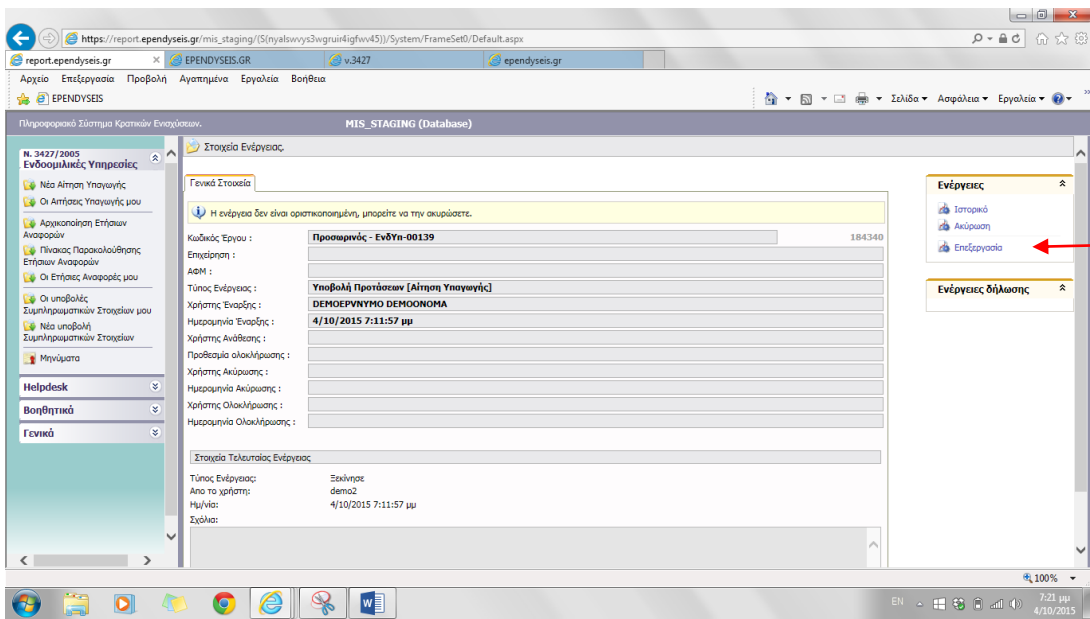 https://report.ependyseis.gr/mis_staging/(S(nyalswvys3wgruir4igfwv45))/System/FrameSet0/Default.aspx
report.ependyseis.gr
EPENDYSEIS.GR
v.3427
ependyseis.gr
Αρχείο Επεξεργασία Προβολή Αγαπημένα Εργαλεία Βοήθεια
EPENDYSEIS
Σελίδα Ασφάλεια Εργαλεία
Πληροφοριακό Σύστημα Κρατικών Ενισχύσεων.
MIS_STAGING (Database)
Ν. 3427/2005
Ενδοομιλικές Υπηρεσίες
Νέα Αίτηση Υπαγωγής
Οι Αιτήσεις Υπαγωγής μου
Αρχικοποίηση Ετήσιων
Αναφορών
Πίνακας Παρακολούθησης
Ετήσιων Αναφορών
Οι Ετήσιες Αναφορές μου
Οι υποβολές
Συμπληρωματικών Στοιχείων μου
Νέα υποβολή
Συμπληρωματικών Στοιχείων
Μηνύματα
Helpdesk
Βοηθητικά
Γενικά
Στοιχεία Ενέργειας.
Γενικά Στοιχεία
Η ενέργεια δεν είναι οριστικοποιημένη, μπορείτε να την ακυρώσετε.
Κωδικός Έργου : Προσωρινός - ΕνδΥπ-00139 184340
Επιχείρηση :
ΑΦΜ :
Τύπος Ενέργειας : Υποβολή Προτάσεων [Αίτηση Υπαγωγής]
Χρήστης Έναρξης : DEMOΕΡVΝΥΜΟ DEMOΟΝΟΜΑ
Ημερομηνία Έναρξης : 4/10/2015 7:11:57 μμ
Χρήστης Ανάθεσης :
Προθεσμία ολοκλήρωσης :
Χρήστης Ακύρωσης :
Ημερομηνία Ακύρωσης :
Χρήστης Ολοκλήρωσης :
Ημερομηνία Ολοκλήρωσης :
Στοιχεία Τελευταίας Ενέργειας
Τύπος Ενέργειας: Ξεκίνησε
Απο το χρήστη: demo2
Ημ/νία: 4/10/2015 7:11:57 μμ
Σχόλια:
Ενέργειες
Ιστορικό
Ακύρωση
Επεξεργασία
Ενέργειες δήλωσης
100%
EN
7:21 μμ
4/10/2015